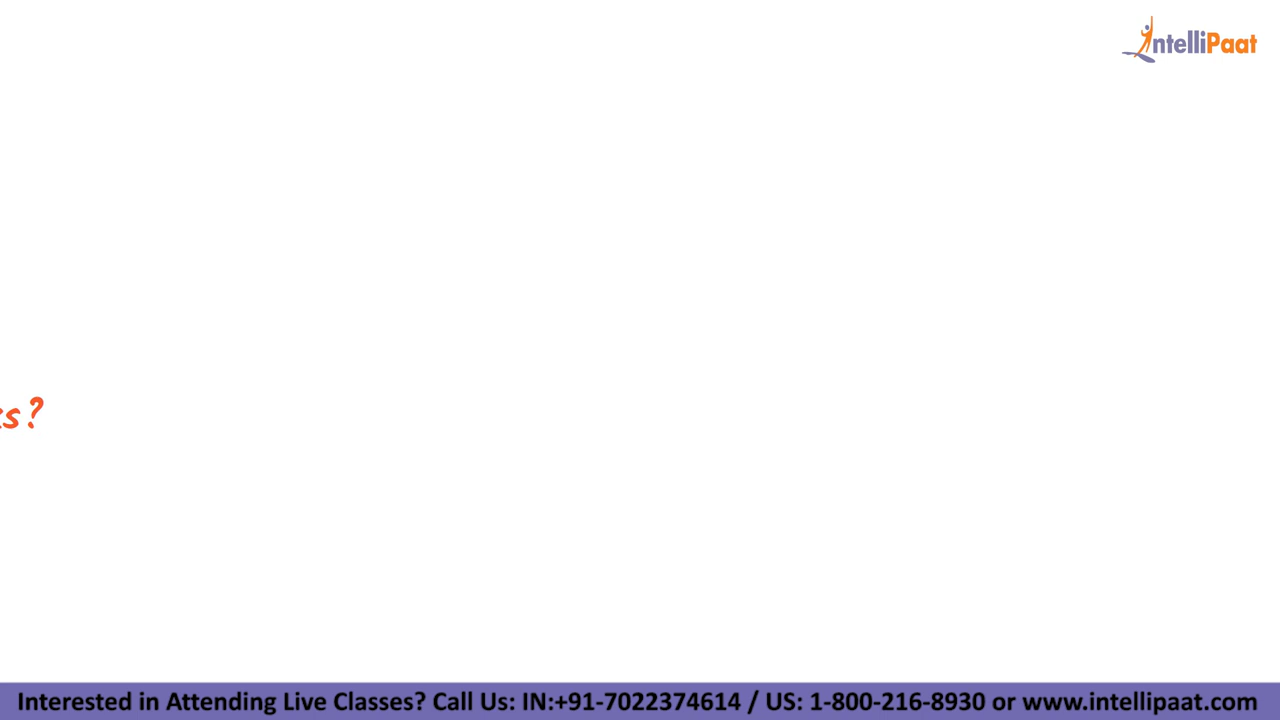 IntelliPaat
ks?
Interested in Attending Live Classes? Call Us: IN:+91-7022374614 / US: 1-800-216-8930 or www.intellipaat.com